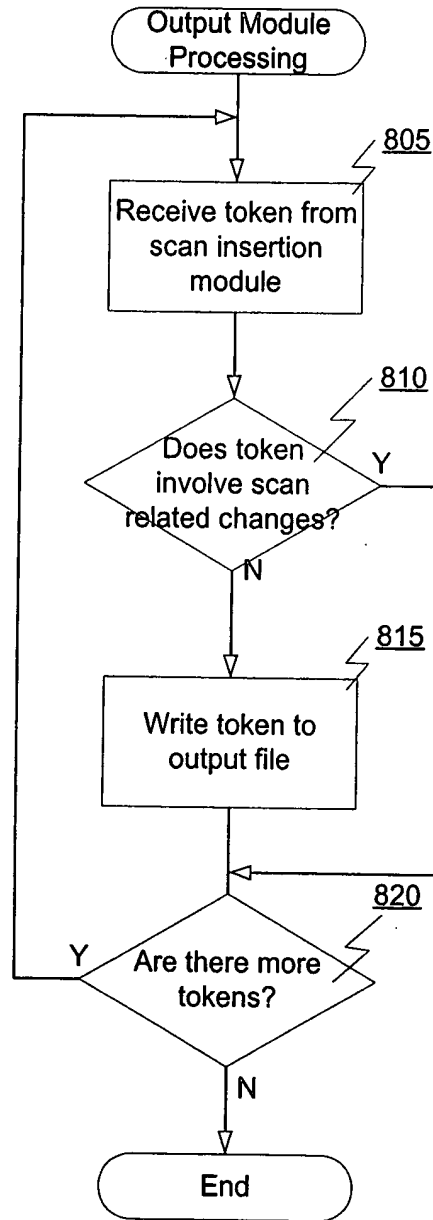 Output Module
Processing
805
Receive token from
scan insertion
module
810
Does token
involve scan
related changes?
Y
N
815
Write token to
output file
820
Y
Are there more
tokens?
N
End